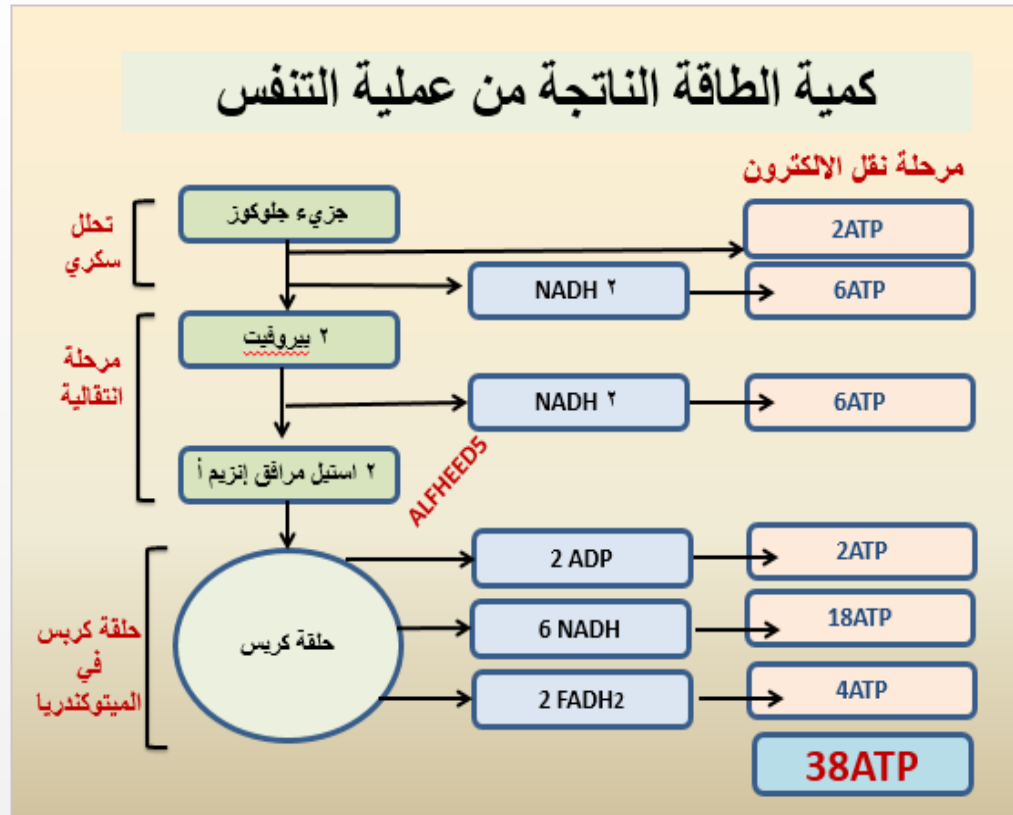 كمية الطاقة الناتجة من عملية التنفس
مرحلة نقل الالكترون
تحلل
سكري
جزيء جلوكوز
2ATP
NADH ٢
6ATP
مرحلة
انتقالية
٢ بيروفيت
NADH ٢
6ATP
٢ استيل مرافق إنزيم أ
ALFHEED5
حلقة كربس
في
الميتوكندريا
حلقة كربس
2 ADP
2ATP
6 NADH
18ATP
2 FADH2
4ATP
38ATP